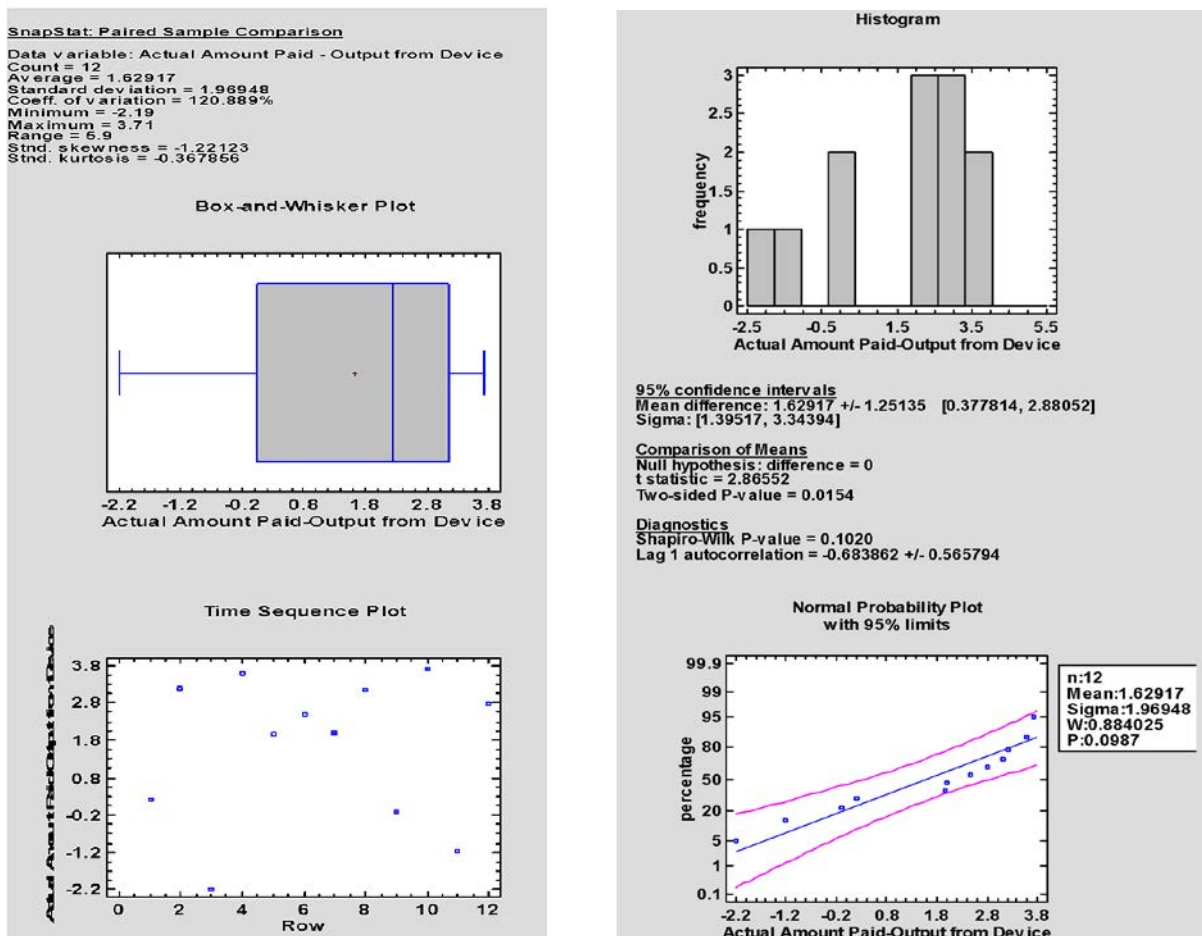 SnapStat: Paired Sample Comparison
Data variable: Actual Amount Paid - Output from Device
Count = 12
Average = 1.62917
Standard deviation = 1.96948
Coeff. of variation = 120.889%
Minimum = -2.19
Maximum = 3.71
Range = 5.9
Stnd. skewness = -1.22123
Stnd. kurtosis = -0.367856
Box-and-Whisker Plot
-2.2 -1.2 -0.2 0.8 1.8 2.8 3.8
Actual Amount Paid-Output from Device
Time Sequence Plot
Actual Amount Paid-Output from Device
3.8
2.8
1.8
0.8
-0.2
-1.2
-2.2
0 2 4 6 8 10 12
Row
Histogram
frequency
3
2.5
2
1.5
1
0.5
0
-2.5 -0.5 1.5 3.5 5.5
Actual Amount Paid-Output from Device
95% confidence intervals
Mean difference: 1.62917 +/- 1.25135 [0.377814, 2.88052]
Sigma: [1.39517, 3.34394]
Comparison of Means
Null hypothesis: difference = 0
t statistic = 2.86552
Two-sided P-value = 0.0154
Diagnostics
Shapiro-Wilk P-value = 0.1020
Lag 1 autocorrelation = -0.683862 +/- 0.565794
Normal Probability Plot
with 95% limits
percentage
99.9
99
95
80
50
20
5
1
0.1
-2.2 -1.2 -0.2 0.8 1.8 2.8 3.8
Actual Amount Paid-Output from Device
n:12
Mean:1.62917
Sigma:1.96948
W:0.884025
P:0.0987